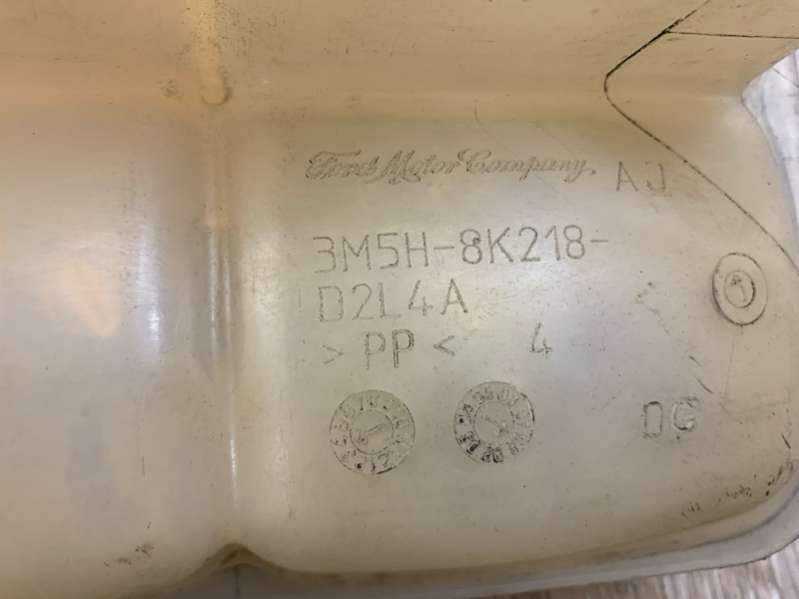 Ford Motor Company, AJ
3M5H-8K218-
D2L4A
> PP < 4
DG